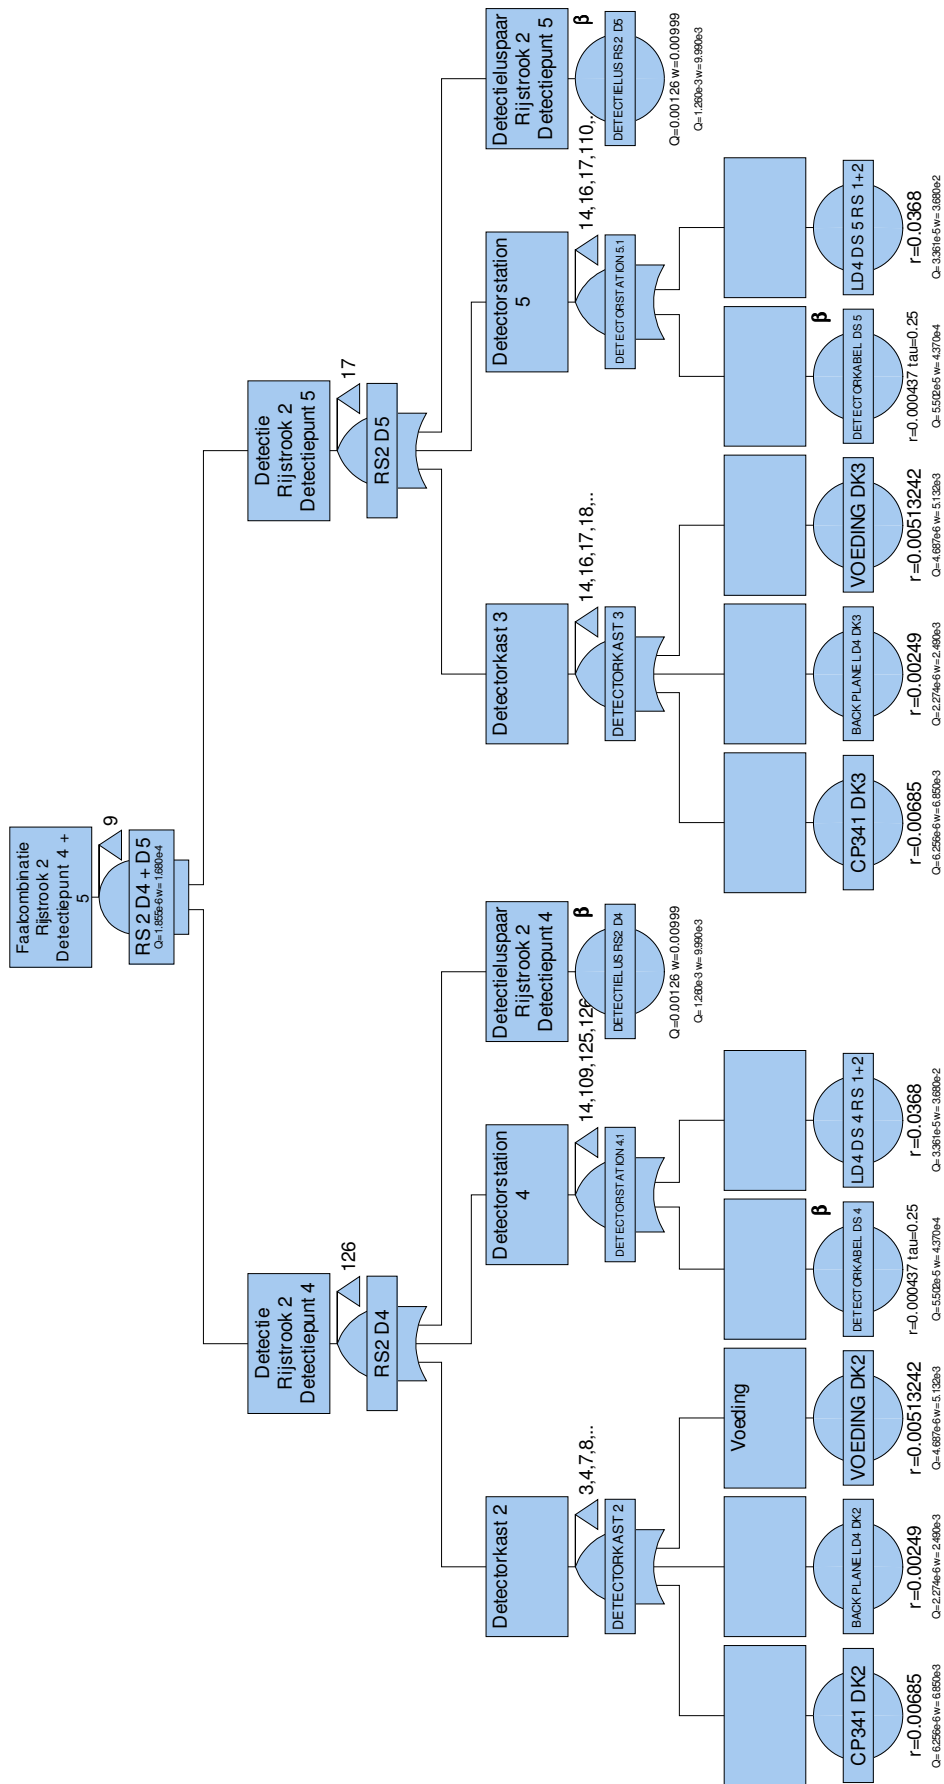 Faalcombinatie
Rijstrook 2
Detectiepunt 4 +
5
9
RS 2 D4 + D5
Q=1.855e-6 w= 1.680e-4
Detectie
Rijstrook 2
Detectiepunt 4
126
RS2 D4
Detectie
Rijstrook 2
Detectiepunt 5
17
RS2 D5
Detectorkast 2
3,4,7,8,..
DETECTORKAST 2
Detectorstation
4
14,109,125,126
DETECTORSTATION 4.1
Detectieluspaar
Rijstrook 2
Detectiepunt 4
β
DETECTIELUS RS2 D4
Q=0.00126 w=0.00999
Q=1.260e-3 w= 9.990e-3
Detectorkast 3
14,16,17,18,..
DETECTORKAST 3
Detectorstation
5
14,16,17,110,..
DETECTORSTATION 5.1
Detectieluspaar
Rijstrook 2
Detectiepunt 5
β
DETECTIELUS RS2 D5
Q=0.00126 w=0.00999
Q=1.260e-3 w= 9.990e-3
CP341 DK2
r=0.00685
Q=6.256e-6 w= 6.850e-3
BACKPLANE LD4 DK2
r=0.00249
Q=2.274e-6 w= 2.490e-3
Voeding
VOEDING DK2
r=0.00513242
Q=4.687e-6 w= 5.132e-3
β
DETECTORKABEL DS 4
r=0.000437 tau=0.25
Q=5.502e-5 w= 4.370e-4
LD4 DS 4 RS 1+2
r=0.0368
Q=3.361e-5 w= 3.680e-2
CP341 DK3
r=0.00685
Q=6.256e-6 w= 6.850e-3
BACKPLANE LD4 DK3
r=0.00249
Q=2.274e-6 w= 2.490e-3
VOEDING DK3
r=0.00513242
Q=4.687e-6 w= 5.132e-3
β
DETECTORKABEL DS 5
r=0.000437 tau=0.25
Q=5.502e-5 w= 4.370e-4
LD4 DS 5 RS 1+2
r=0.0368
Q=3.361e-5 w= 3.680e-2